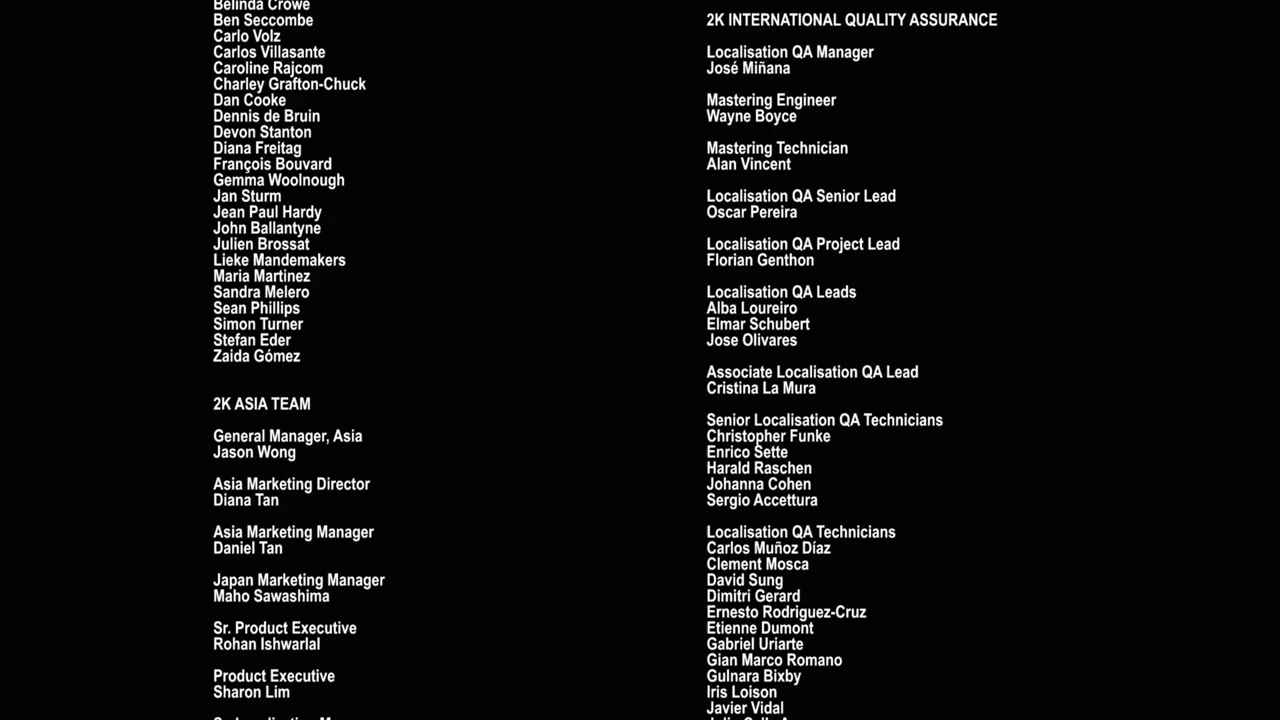 Belinda Crowe
Ben Seccombe
Carlo Volz
Carlos Villasante
Caroline Rajcom
Charley Grafton-Chuck
Dan Cooke
Dennis de Bruin
Devon Stanton
Diana Freitag
François Bouvard
Gemma Woolnough
Jan Sturm
Jean Paul Hardy
John Ballantyne
Julien Brossat
Lieke Mandemakers
Maria Martinez
Sandra Melero
Sean Phillips
Simon Turner
Stefan Eder
Zaida Gómez
2K ASIA TEAM
General Manager, Asia
Jason Wong
Asia Marketing Director
Diana Tan
Asia Marketing Manager
Daniel Tan
Japan Marketing Manager
Maho Sawashima
Sr. Product Executive
Rohan Ishwarlal
Product Executive
Sharon Lim
2K INTERNATIONAL QUALITY ASSURANCE
Localisation QA Manager
José Miñana
Mastering Engineer
Wayne Boyce
Mastering Technician
Alan Vincent
Localisation QA Senior Lead
Oscar Pereira
Localisation QA Project Lead
Florian Genthon
Localisation QA Leads
Alba Loureiro
Elmar Schubert
Jose Olivares
Associate Localisation QA Lead
Cristina La Mura
Senior Localisation QA Technicians
Christopher Funke
Enrico Sette
Harald Raschen
Johanna Cohen
Sergio Accettura
Localisation QA Technicians
Carlos Muñoz Díaz
Clement Mosca
David Sung
Dimitri Gerard
Ernesto Rodriguez-Cruz
Etienne Dumont
Gabriel Uriarte
Gian Marco Romano
Gulnara Bixby
Iris Loison
Javier Vidal